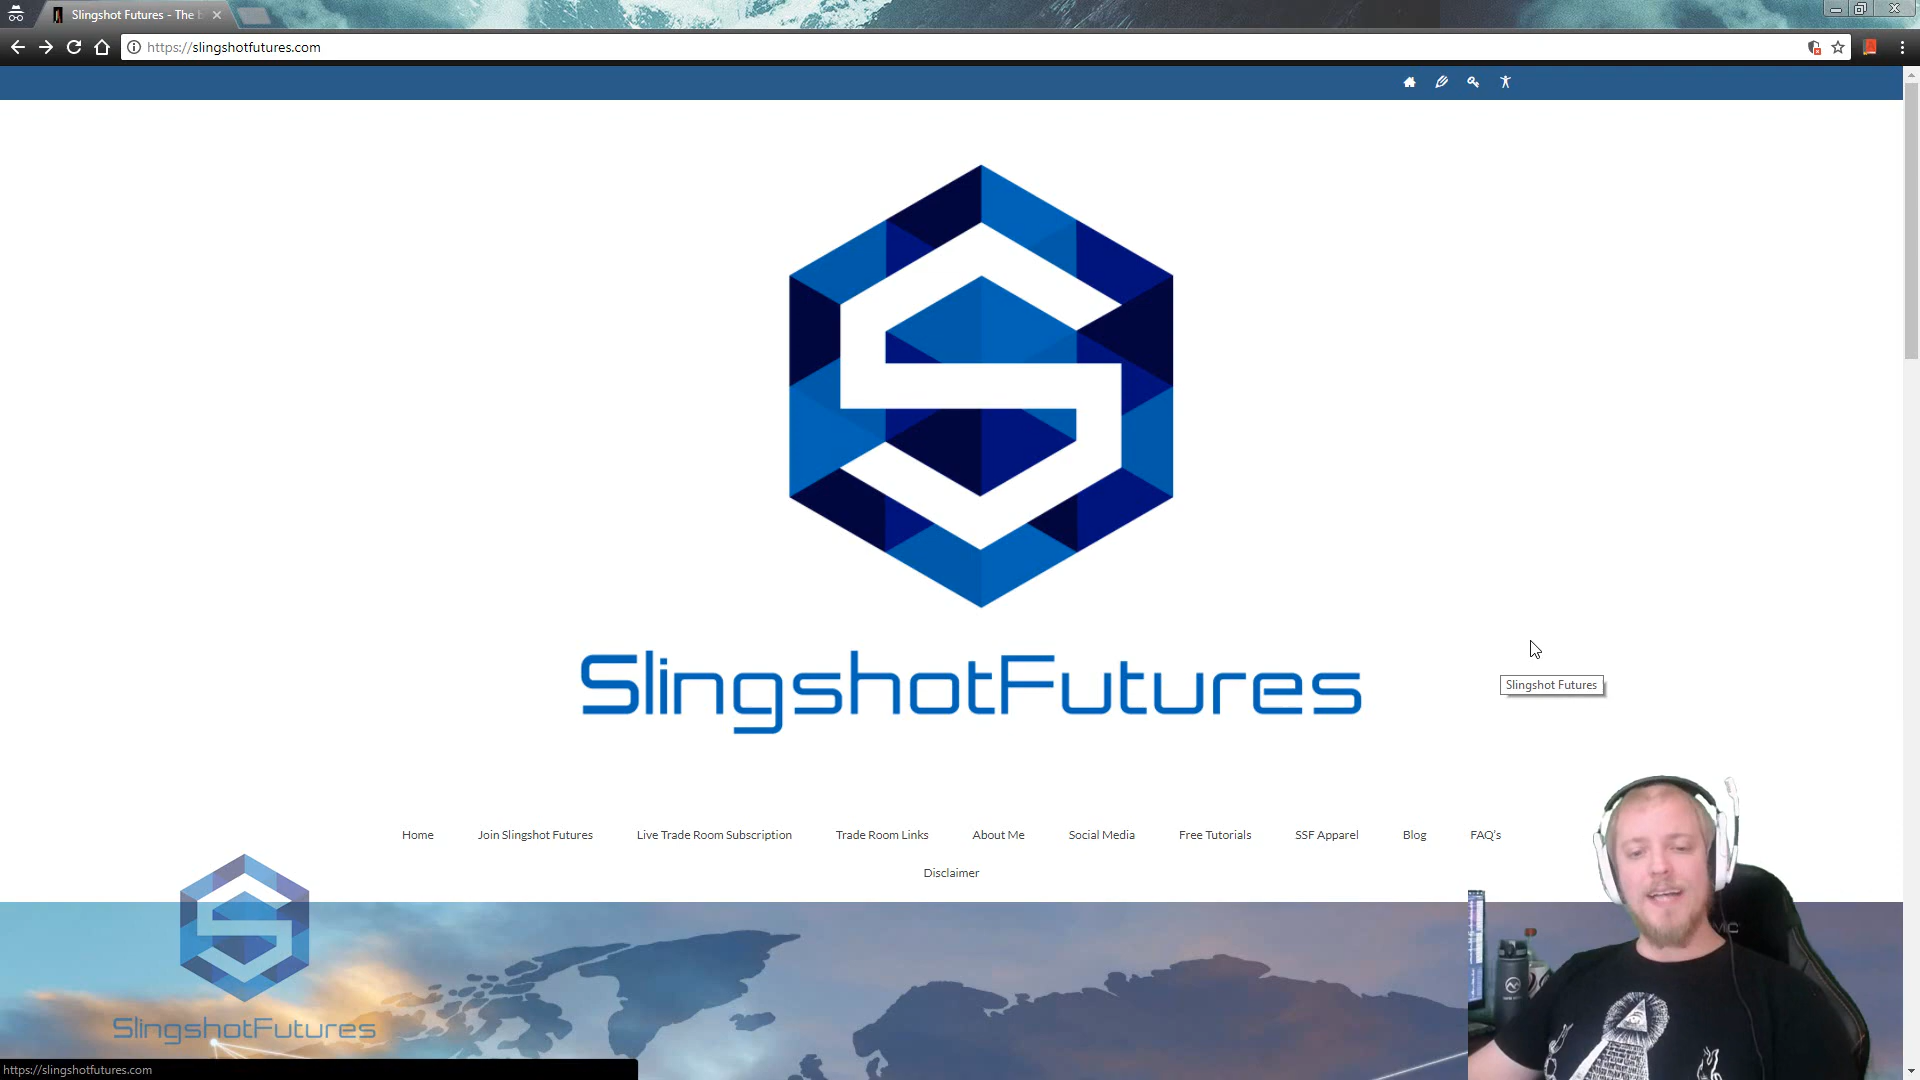 Slingshot Futures - The b
https://slingshotfutures.com
SlingshotFutures
Slingshot Futures
Home Join Slingshot Futures Live Trade Room Subscription Trade Room Links About Me Social Media Free Tutorials SSF Apparel Blog FAQ's
Disclaimer
SlingshotFutures
https://slingshotfutures.com